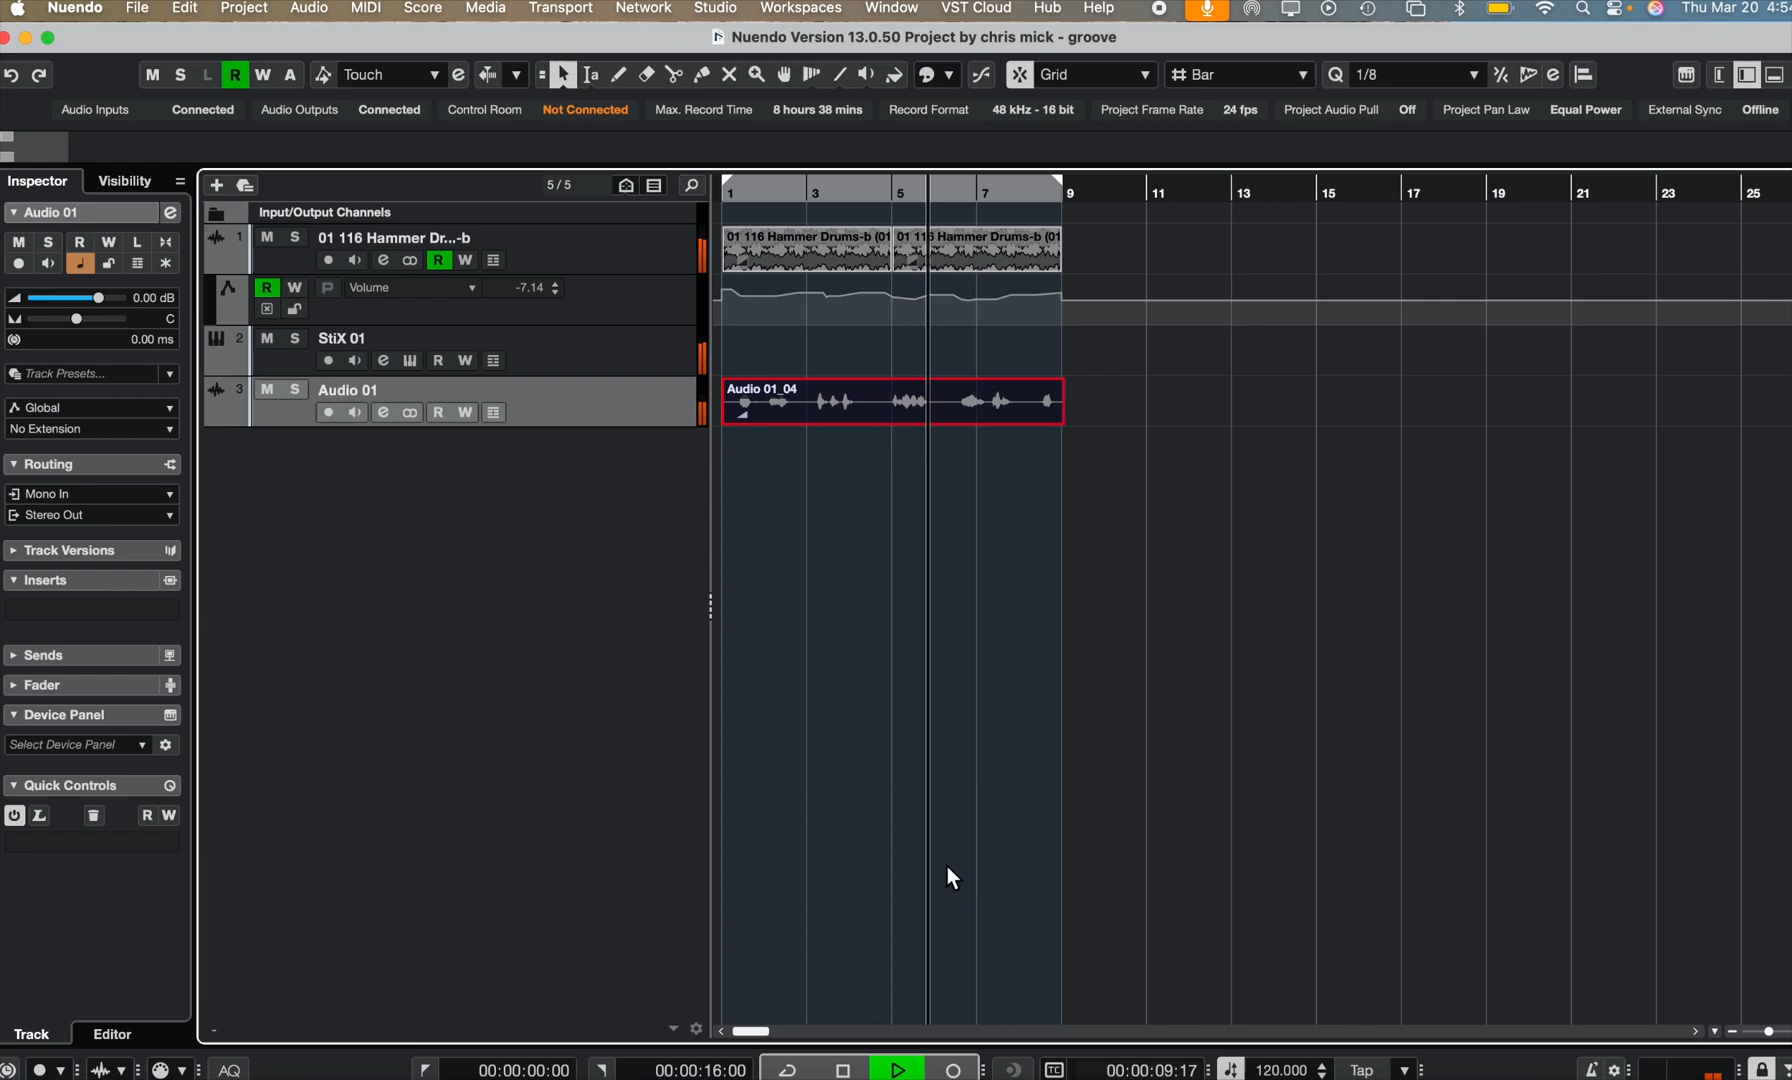 Nuendo File Edit Project Audio MIDI Score Media Transport Network Studio Workspaces Window VST Cloud Hub Help Thu Mar 20 4:54
Nuendo Version 13.0.50 Project by chris mick - groove
M S L R W A Touch e Grid Bar Q 1/8 e
Audio Inputs Connected Audio Outputs Connected Control Room Not Connected Max. Record Time 8 hours 38 mins Record Format 48 kHz - 16 bit Project Frame Rate 24 fps Project Audio Pull Off Project Pan Law Equal Power External Sync Offline
Inspector Visibility 5/5 1 3 5 7 9 11 13 15 17 19 21 23 25
Audio 01 e
Input/Output Channels
1 M S 01 116 Hammer Dr...-b 01 116 Hammer Drums-b (01 01 116 Hammer Drums-b (01
M S R W L
e R W
R W P Volume -7.14
0.00 dB
C
0.00 ms
2 M S StiX 01
e R W
Track Presets...
3 M S Audio 01 Audio 01_04
e R W
Global
No Extension
Routing
Mono In
Stereo Out
Track Versions
Inserts
Sends
Fader
Device Panel
Select Device Panel
Quick Controls
L R W
Track Editor -
AQ 00:00:00:00 00:00:16:00 TC 00:00:09:17 120.000 Tap